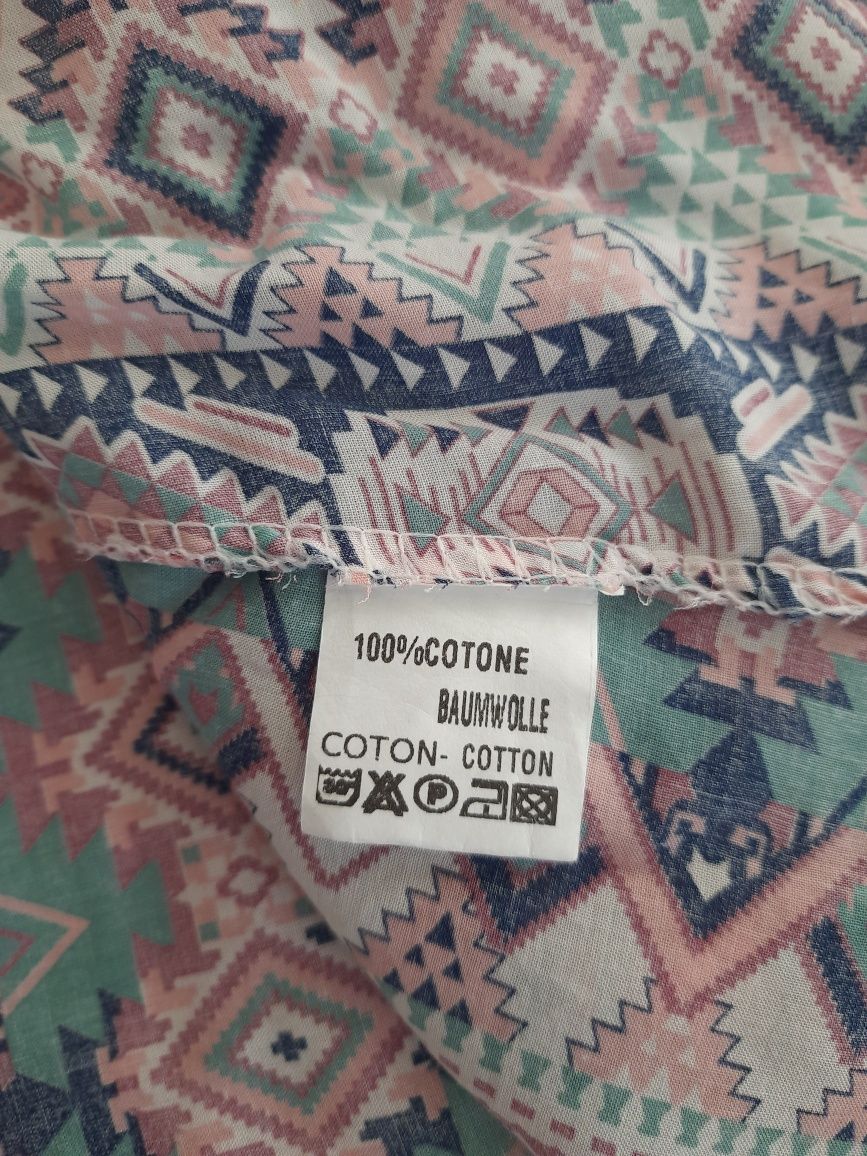 100%COTONE
BAUMWOLLE
COTON- COTTON
30° P